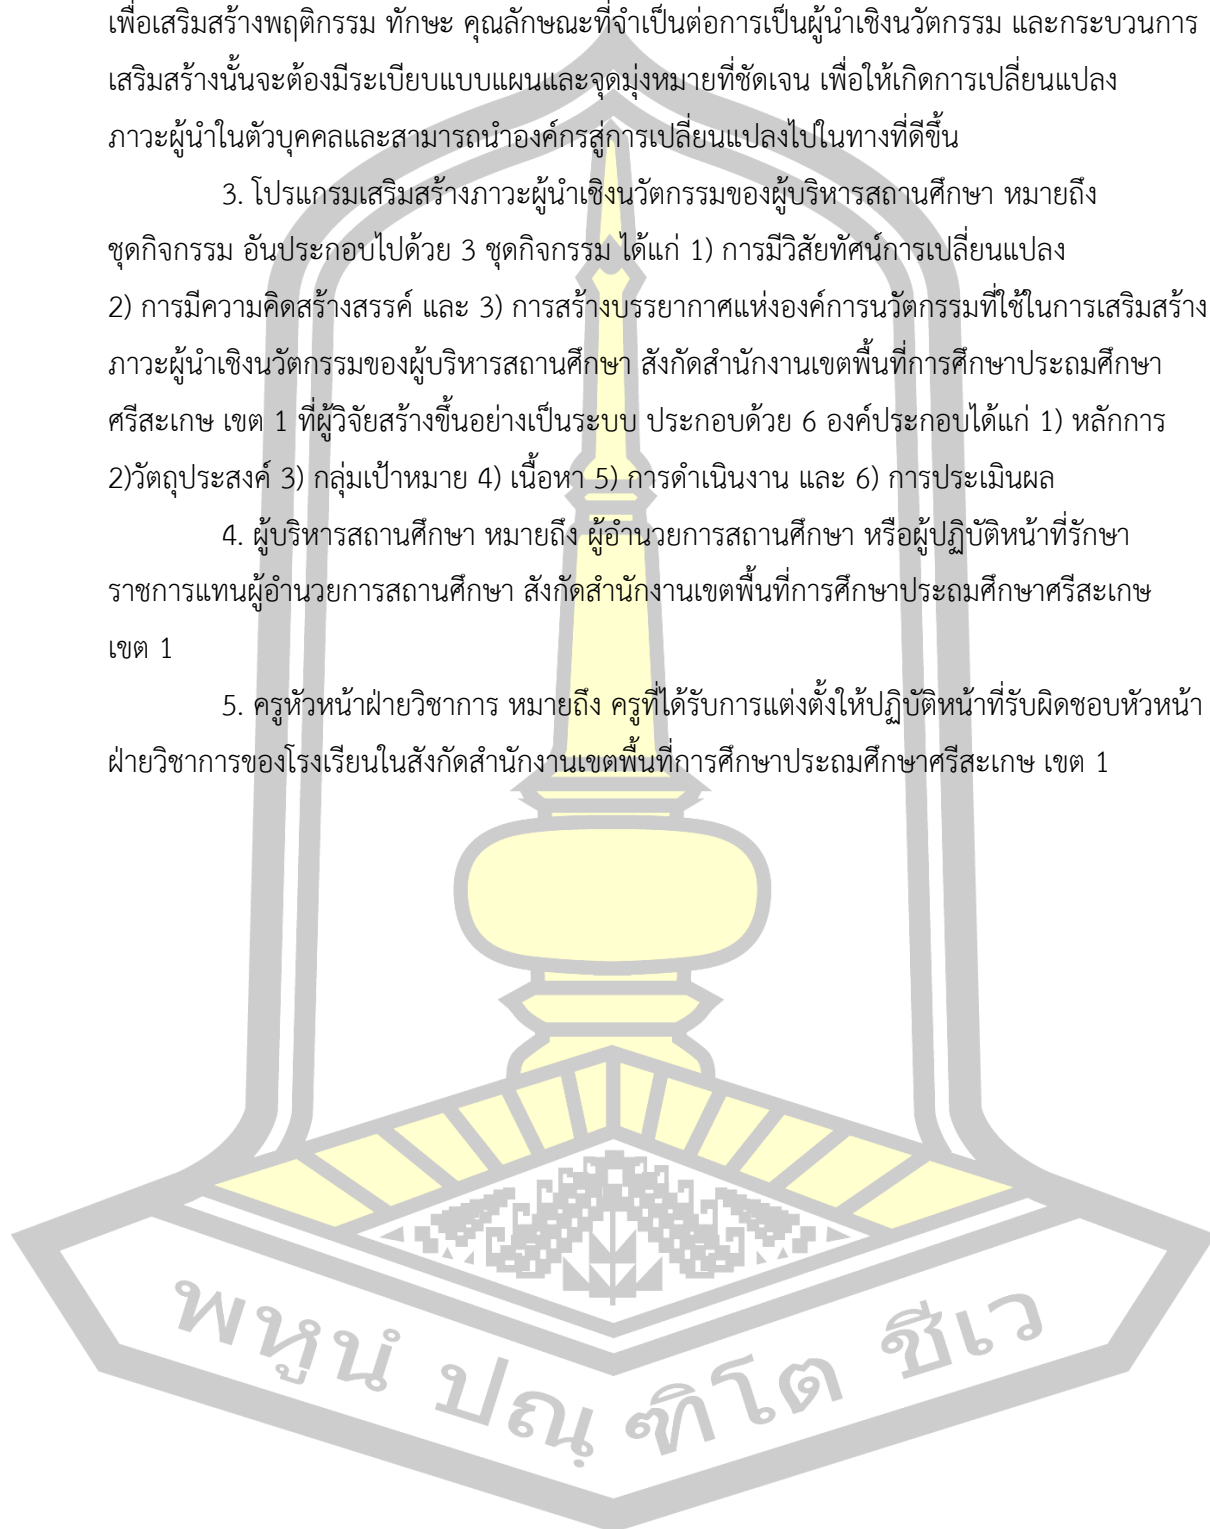 เพื่อเสริมสร้างพฤติกรรม ทักษะ คุณลักษณะที่จำเป็นต่อการเป็นผู้นำเชิงนวัตกรรม และกระบวนการ
เสริมสร้างนั้นจะต้องมีระเบียบแบบแผนและจุดมุ่งหมายที่ชัดเจน เพื่อให้เกิดการเปลี่ยนแปลง
ภาวะผู้นำในตัวบุคคลและสามารถนำองค์กรสู่การเปลี่ยนแปลงไปในทางที่ดีขึ้น
3. โปรแกรมเสริมสร้างภาวะผู้นำเชิงนวัตกรรมของผู้บริหารสถานศึกษา หมายถึง
ชุดกิจกรรม อันประกอบไปด้วย 3 ชุดกิจกรรม ได้แก่ 1) การมีวิสัยทัศน์การเปลี่ยนแปลง
2) การมีความคิดสร้างสรรค์ และ 3) การสร้างบรรยากาศแห่งองค์การนวัตกรรมที่ใช้ในการเสริมสร้าง
ภาวะผู้นำเชิงนวัตกรรมของผู้บริหารสถานศึกษา สังกัดสำนักงานเขตพื้นที่การศึกษาประถมศึกษา
ศรีสะเกษ เขต 1 ที่ผู้วิจัยสร้างขึ้นอย่างเป็นระบบ ประกอบด้วย 6 องค์ประกอบได้แก่ 1) หลักการ
2)วัตถุประสงค์ 3) กลุ่มเป้าหมาย 4) เนื้อหา 5) การดำเนินงาน และ 6) การประเมินผล
4. ผู้บริหารสถานศึกษา หมายถึง ผู้อำนวยการสถานศึกษา หรือผู้ปฏิบัติหน้าที่รักษา
ราชการแทนผู้อำนวยการสถานศึกษา สังกัดสำนักงานเขตพื้นที่การศึกษาประถมศึกษาศรีสะเกษ
เขต 1
5. ครูหัวหน้าฝ่ายวิชาการ หมายถึง ครูที่ได้รับการแต่งตั้งให้ปฏิบัติหน้าที่รับผิดชอบหัวหน้า
ฝ่ายวิชาการของโรงเรียนในสังกัดสำนักงานเขตพื้นที่การศึกษาประถมศึกษาศรีสะเกษ เขต 1
พหูนํ ปณฺฑิโต ชีเว